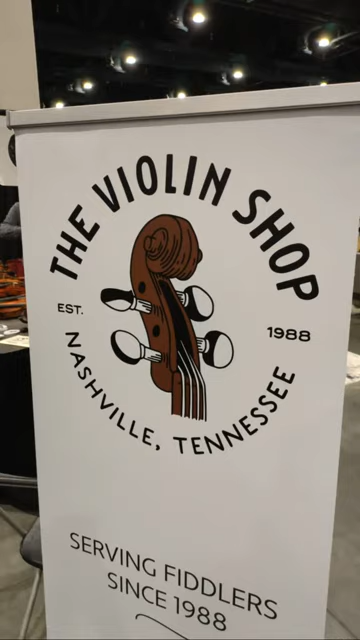 THE VIOLIN SHOP
EST.
1988
NASHVILLE, TENNESSEE
SERVING FIDDLERS
SINCE 1988